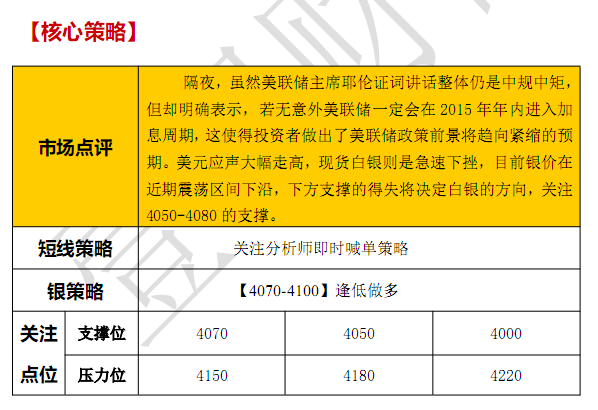 【核心策略】
隔夜，虽然美联储主席耶伦证词讲话整体仍是中规中矩，
但却明确表示，若无意外美联储一定会在 2015 年年内进入加
息周期，这使得投资者做出了美联储政策前景将趋向紧缩的预
市场点评
期。美元应声大幅走高，现货白银则是急速下挫，目前银价在
近期震荡区间下沿，下方支撑的得失将决定白银的方向，关注
4050-4080 的支撑。
短线策略 关注分析师即时喊单策略
银策略 【4070-4100】逢低做多
关注 支撑位 4070 4050 4000
点位 压力位 4150 4180 4220